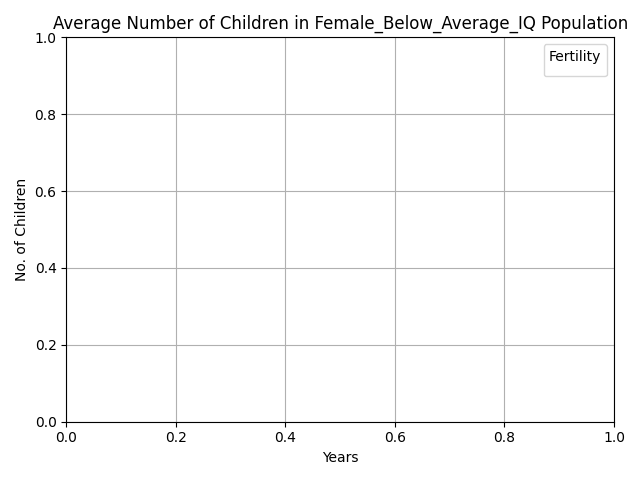 Average Number of Children in Female_Below_Average_IQ Population
Fertility
No. of Children
1.0
0.8
0.6
0.4
0.2
0.0
0.0 0.2 0.4 0.6 0.8 1.0
Years